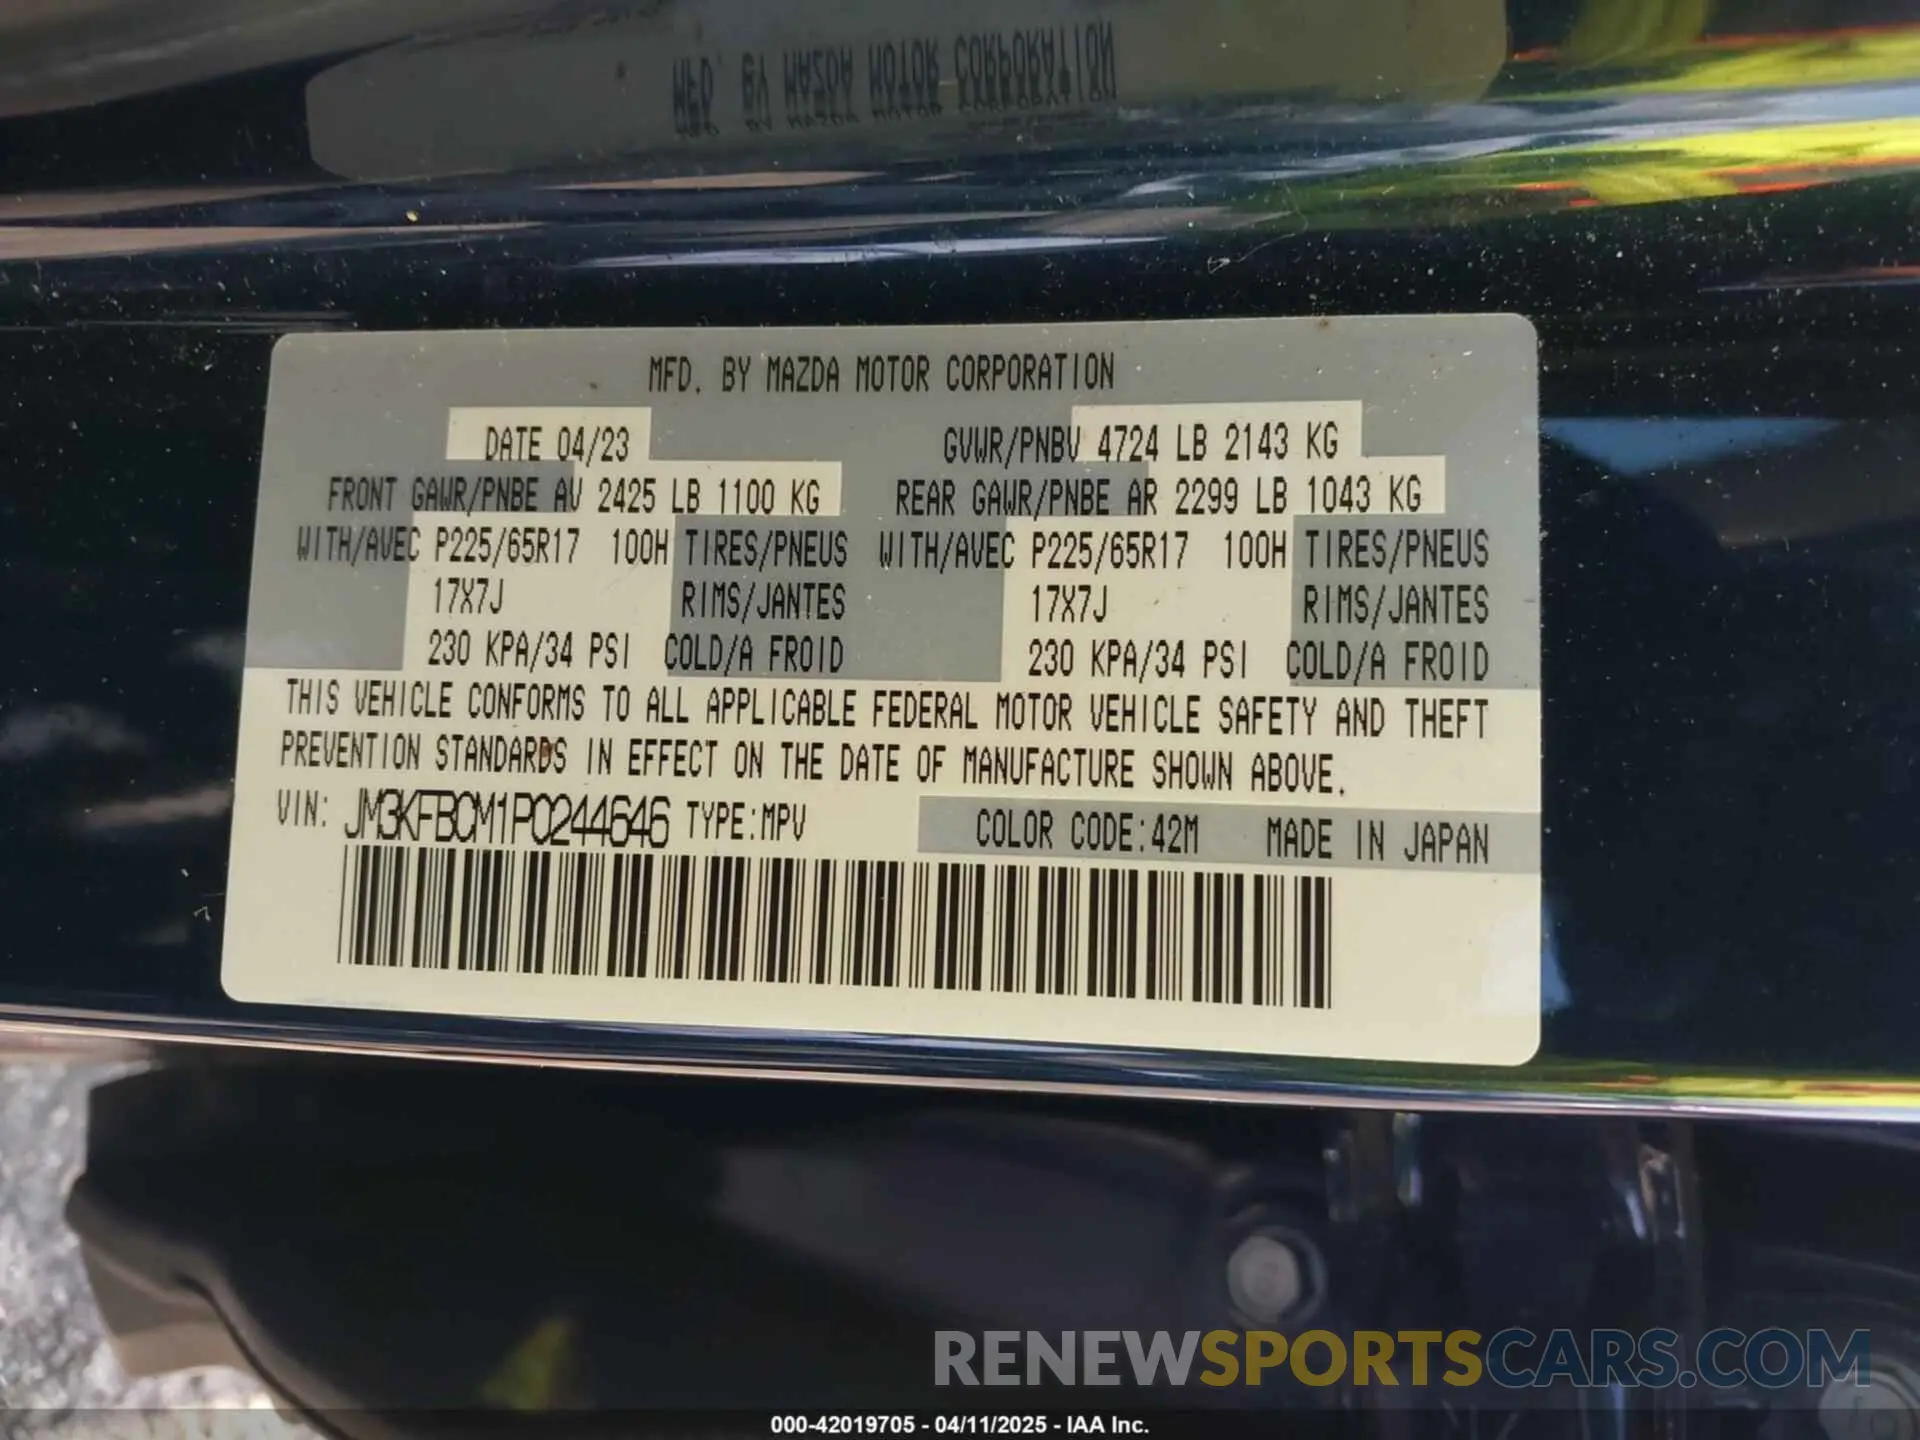 MFD. BY MAZDA MOTOR CORPORATION
MFD. BY MAZDA MOTOR CORPORATION
DATE 04/23 GVWR/PNBV 4724 LB 2143 KG
FRONT GAWR/PNBE AV 2425 LB 1100 KG REAR GAWR/PNBE AR 2299 LB 1043 KG
WITH/AVEC P225/65R17 100H TIRES/PNEUS WITH/AVEC P225/65R17 100H TIRES/PNEUS
17X7J RIMS/JANTES 17X7J RIMS/JANTES
230 KPA/34 PSI COLD/A FROID 230 KPA/34 PSI COLD/A FROID
THIS VEHICLE CONFORMS TO ALL APPLICABLE FEDERAL MOTOR VEHICLE SAFETY AND THEFT
PREVENTION STANDARDS IN EFFECT ON THE DATE OF MANUFACTURE SHOWN ABOVE.
VIN: JM3KFBCM1P0244646 TYPE:MPV COLOR CODE:42M MADE IN JAPAN
RENEWSPORTSCARS.COM
000-42019705 - 04/11/2025 - IAA Inc.